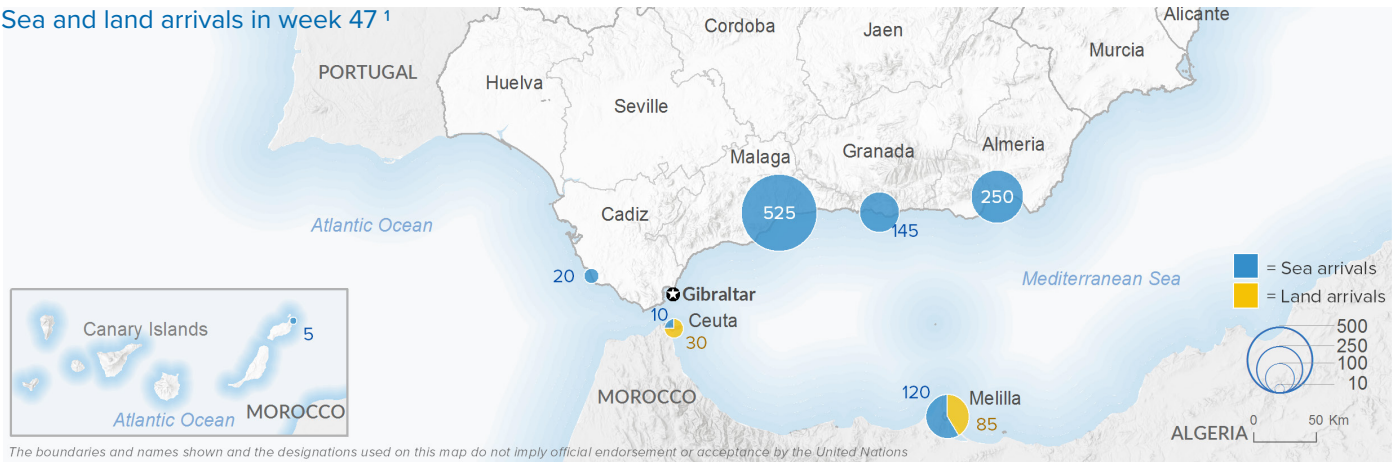 Sea and land arrivals in week 47 ¹
Alicante
Cordoba
Jaen
Murcia
PORTUGAL
Huelva
Seville
Almeria
Granada
Malaga
250
525
Cadiz
145
Atlantic Ocean
20
Mediterranean Sea
= Sea arrivals
= Land arrivals
Gibraltar
10
Ceuta
30
Canary Islands
5
500
250
100
10
MOROCCO
120
Melilla
85
Atlantic Ocean
MOROCCO
0 50 Km
ALGERIA
The boundaries and names shown and the designations used on this map do not imply official endorsement or acceptance by the United Nations